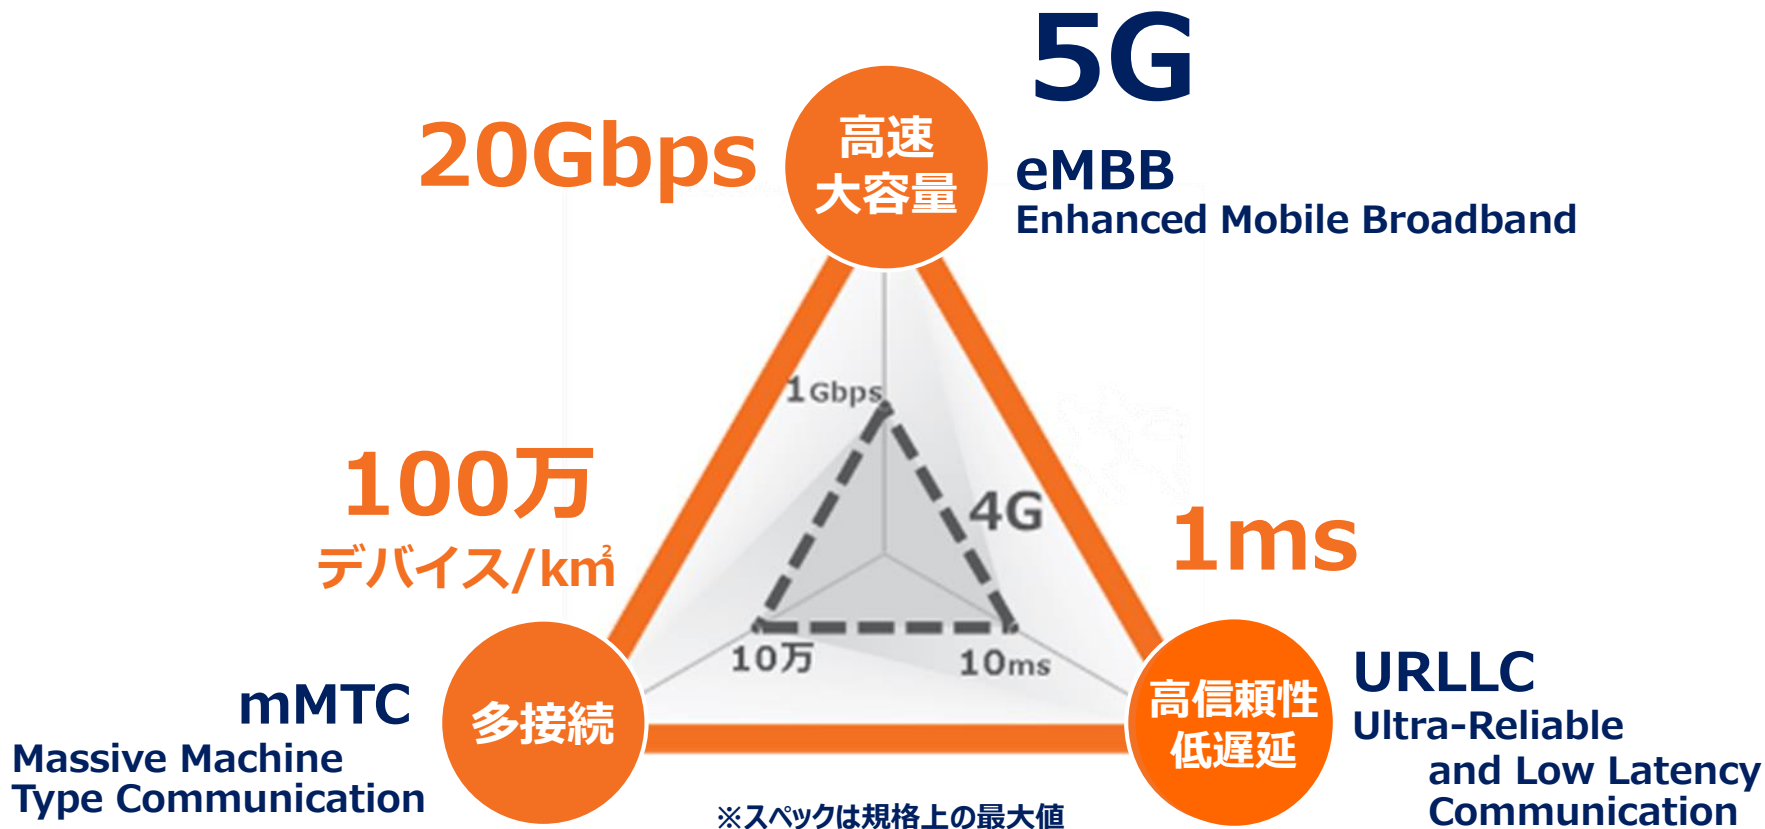 5G
20Gbps
高速
大容量
eMBB
Enhanced Mobile Broadband
1Gbps
100万
デバイス/k㎡
4G
1ms
10万
10ms
mMTC
Massive Machine
Type Communication
多接続
高信頼性
低遅延
URLLC
Ultra-Reliable
and Low Latency
Communication
※スペックは規格上の最大値